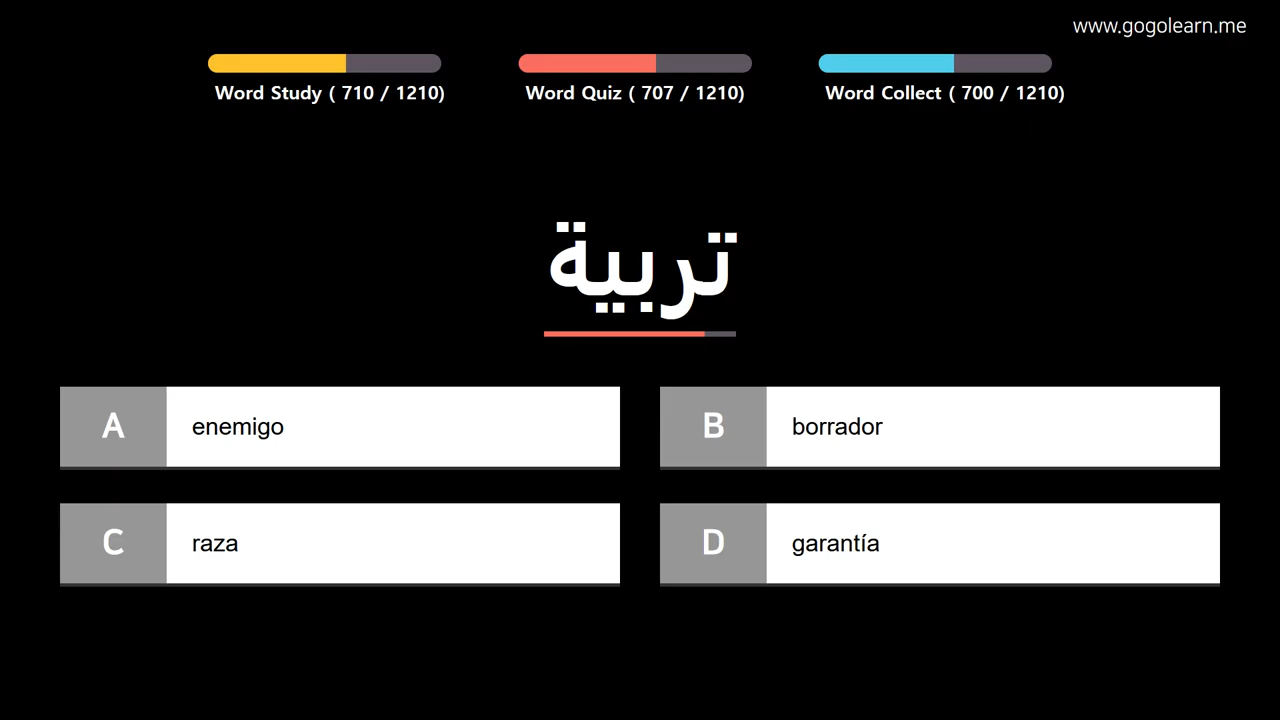 www.gogolearn.me
Word Study ( 710 / 1210)
Word Quiz ( 707 / 1210)
Word Collect ( 700 / 1210)
تربية
A enemigo
B borrador
C raza
D garantía